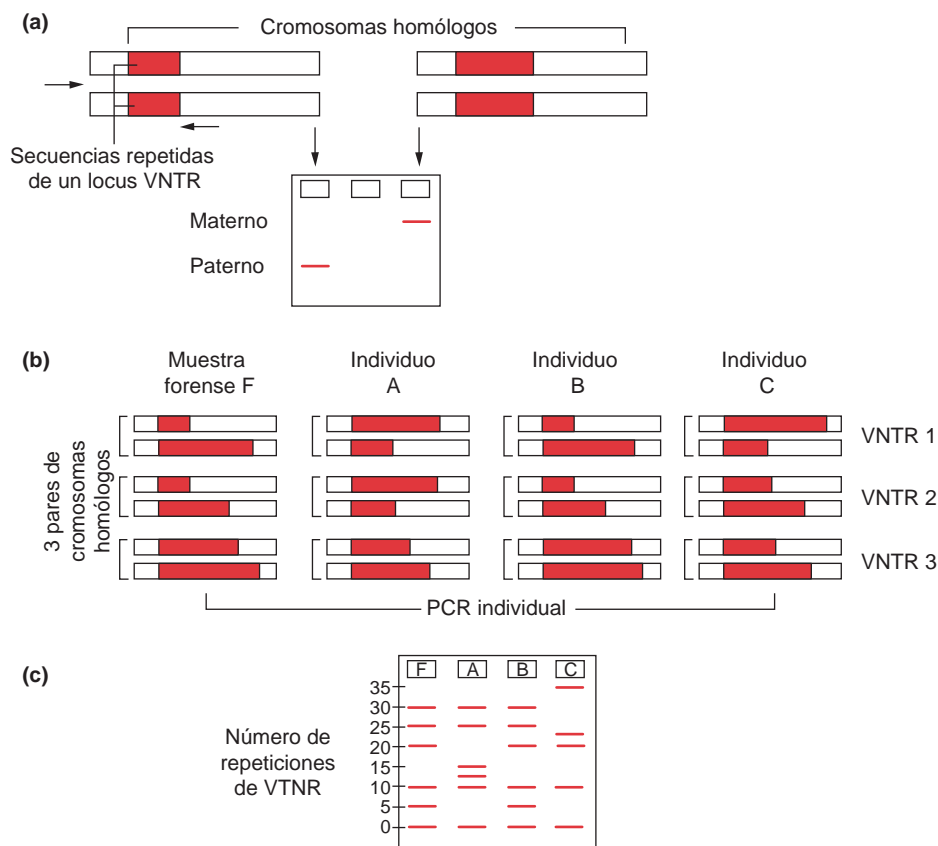 (a)
Cromosomas homólogos
Secuencias repetidas
de un locus VNTR
Materno
Paterno
(b)
Muestra
forense F
Individuo
A
Individuo
B
Individuo
C
3 pares de
cromosomas
homólogos
VNTR 1
VNTR 2
VNTR 3
PCR individual
(c)
F A B C
Número de
repeticiones
de VTNR
35
30
25
20
15
10
5
0